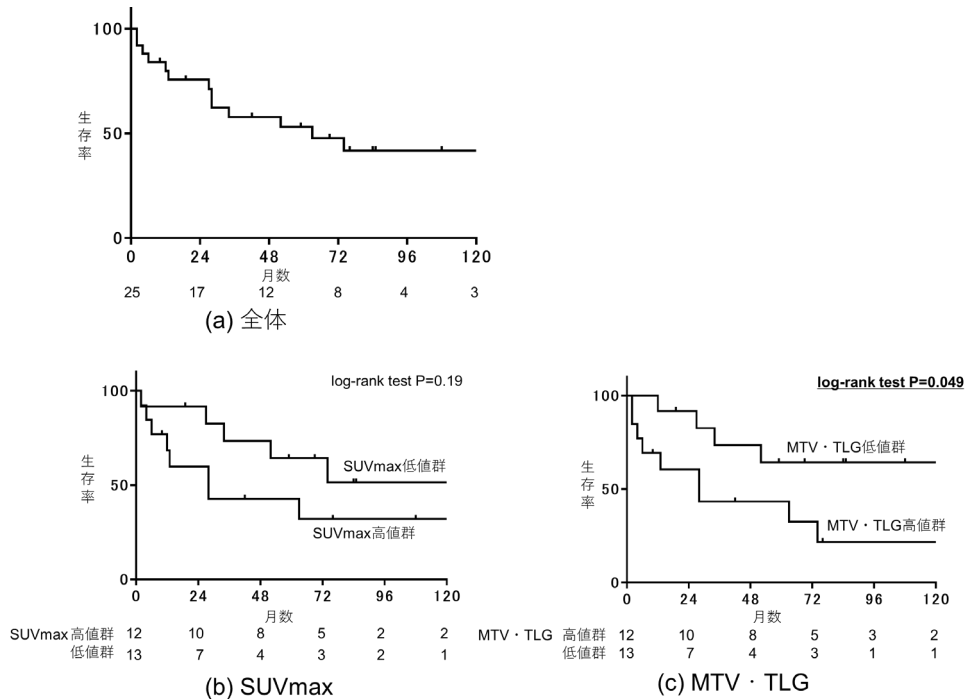 100
生存率
50
0
0 24 48 72 96 120
月数
25 17 12 8 4 3
(a) 全体
log-rank test P=0.19
100
生存率
50
0
SUVmax低値群
SUVmax高値群
0 24 48 72 96 120
月数
SUVmax高値群 12 10 8 5 2 2
低値群 13 7 4 3 2 1
(b) SUVmax
log-rank test P=0.049
100
生存率
50
0
MTV・TLG低値群
MTV・TLG高値群
0 24 48 72 96 120
月数
MTV・TLG 高値群 12 10 8 5 3 2
低値群 13 7 4 3 1 1
(c) MTV・TLG